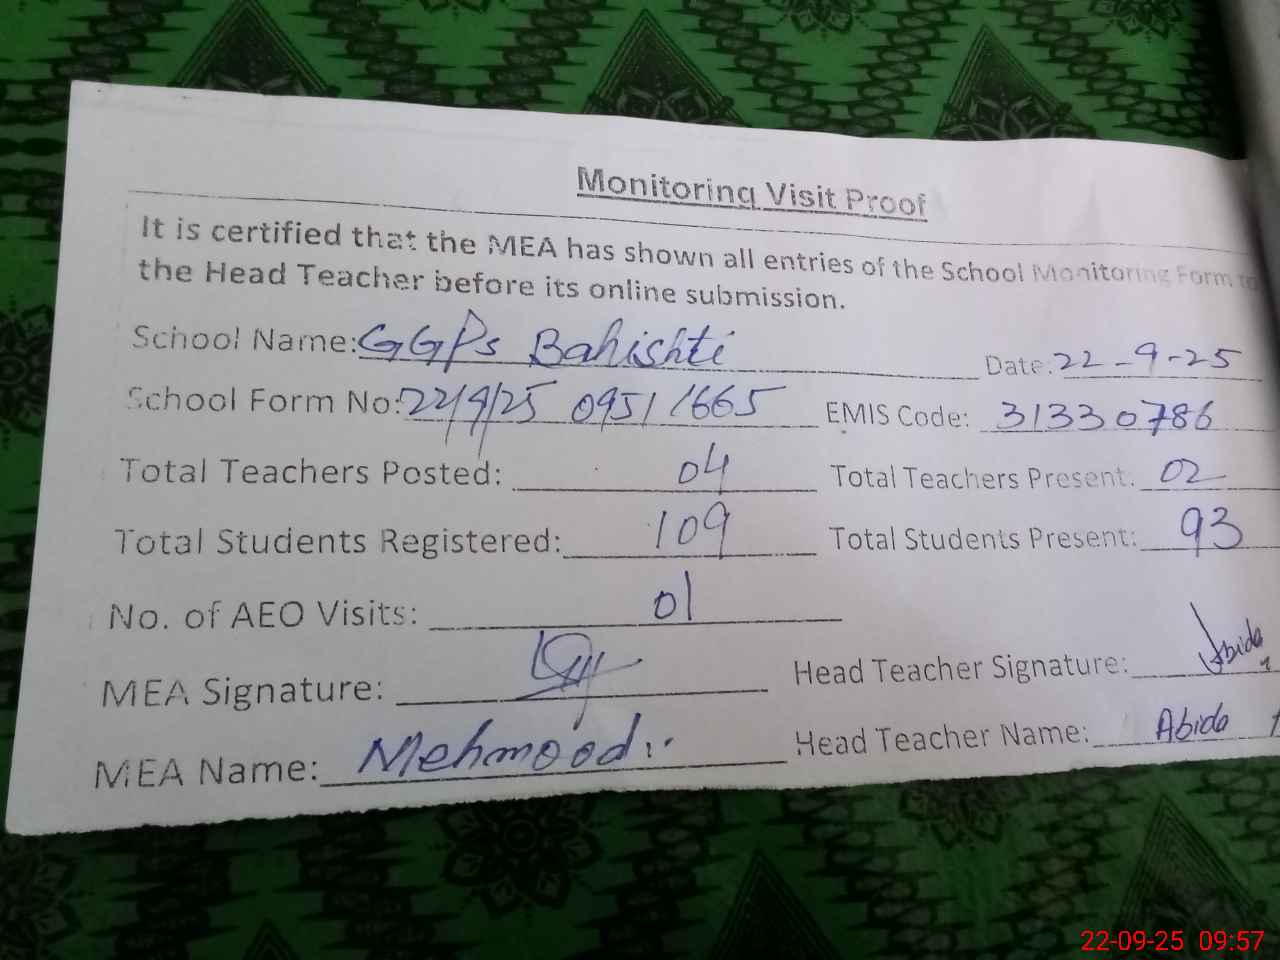 Monitoring Visit Proof
It is certified that the MEA has shown all entries of the School Monitoring Form to
the Head Teacher before its online submission.
School Name: GGPS Bahishti Date: 22-9-25
School Form No: 22/9/25 0951 1665 EMIS Code: 31330786
Total Teachers Posted: 04 Total Teachers Present: 02
Total Students Registered: 109 Total Students Present: 93
No. of AEO Visits: 01
MEA Signature: Head Teacher Signature: Abida
MEA Name: Mehmood Head Teacher Name: Abida
22-09-25 09:57